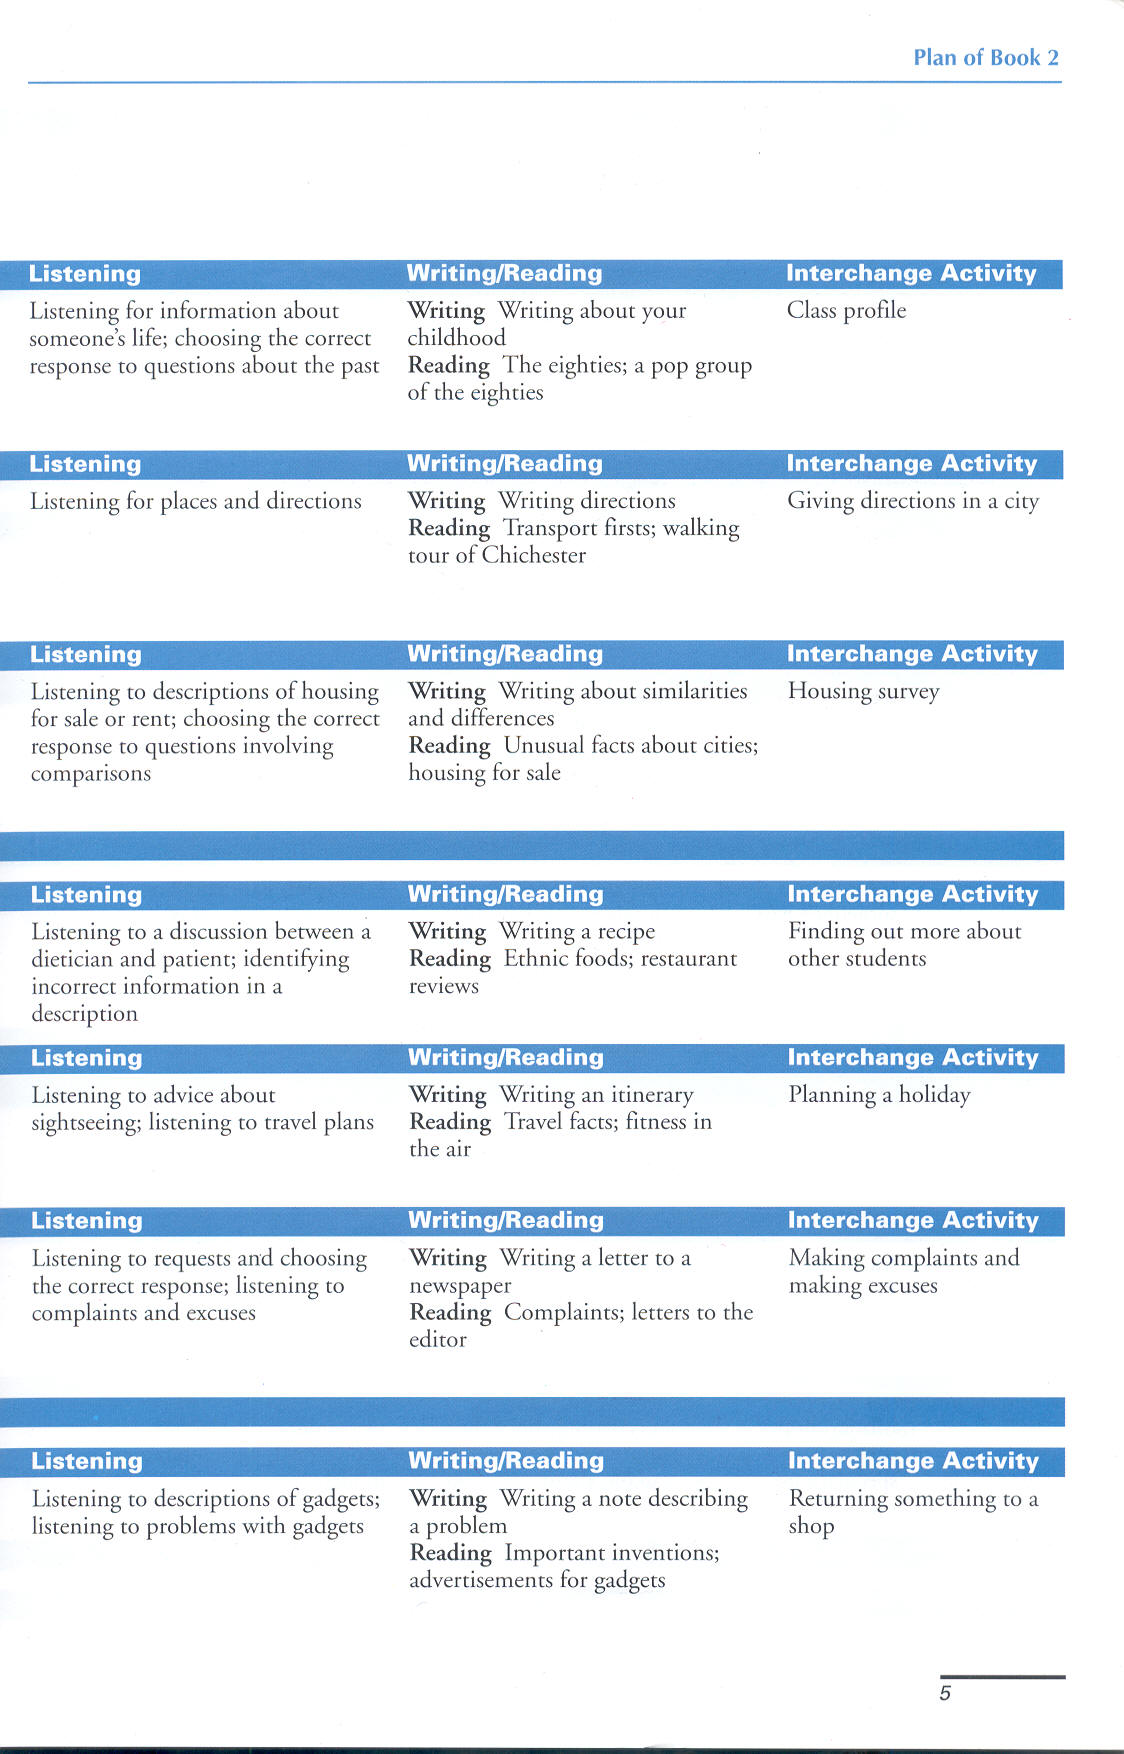 Plan of Book 2
Listening Writing/Reading Interchange Activity
Listening for information about
someone's life; choosing the correct
response to questions about the past
Writing Writing about your
childhood
Reading The eighties; a pop group
of the eighties
Class profile
Listening Writing/Reading Interchange Activity
Listening for places and directions
Writing Writing directions
Reading Transport firsts; walking
tour of Chichester
Giving directions in a city
Listening Writing/Reading Interchange Activity
Listening to descriptions of housing
for sale or rent; choosing the correct
response to questions involving
comparisons
Writing Writing about similarities
and differences
Reading Unusual facts about cities;
housing for sale
Housing survey
Listening Writing/Reading Interchange Activity
Listening to a discussion between a
dietician and patient; identifying
incorrect information in a
description
Writing Writing a recipe
Reading Ethnic foods; restaurant
reviews
Finding out more about
other students
Listening Writing/Reading Interchange Activity
Listening to advice about
sightseeing; listening to travel plans
Writing Writing an itinerary
Reading Travel facts; fitness in
the air
Planning a holiday
Listening Writing/Reading Interchange Activity
Listening to requests and choosing
the correct response; listening to
complaints and excuses
Writing Writing a letter to a
newspaper
Reading Complaints; letters to the
editor
Making complaints and
making excuses
Listening Writing/Reading Interchange Activity
Listening to descriptions of gadgets;
listening to problems with gadgets
Writing Writing a note describing
a problem
Reading Important inventions;
advertisements for gadgets
Returning something to a
shop
5